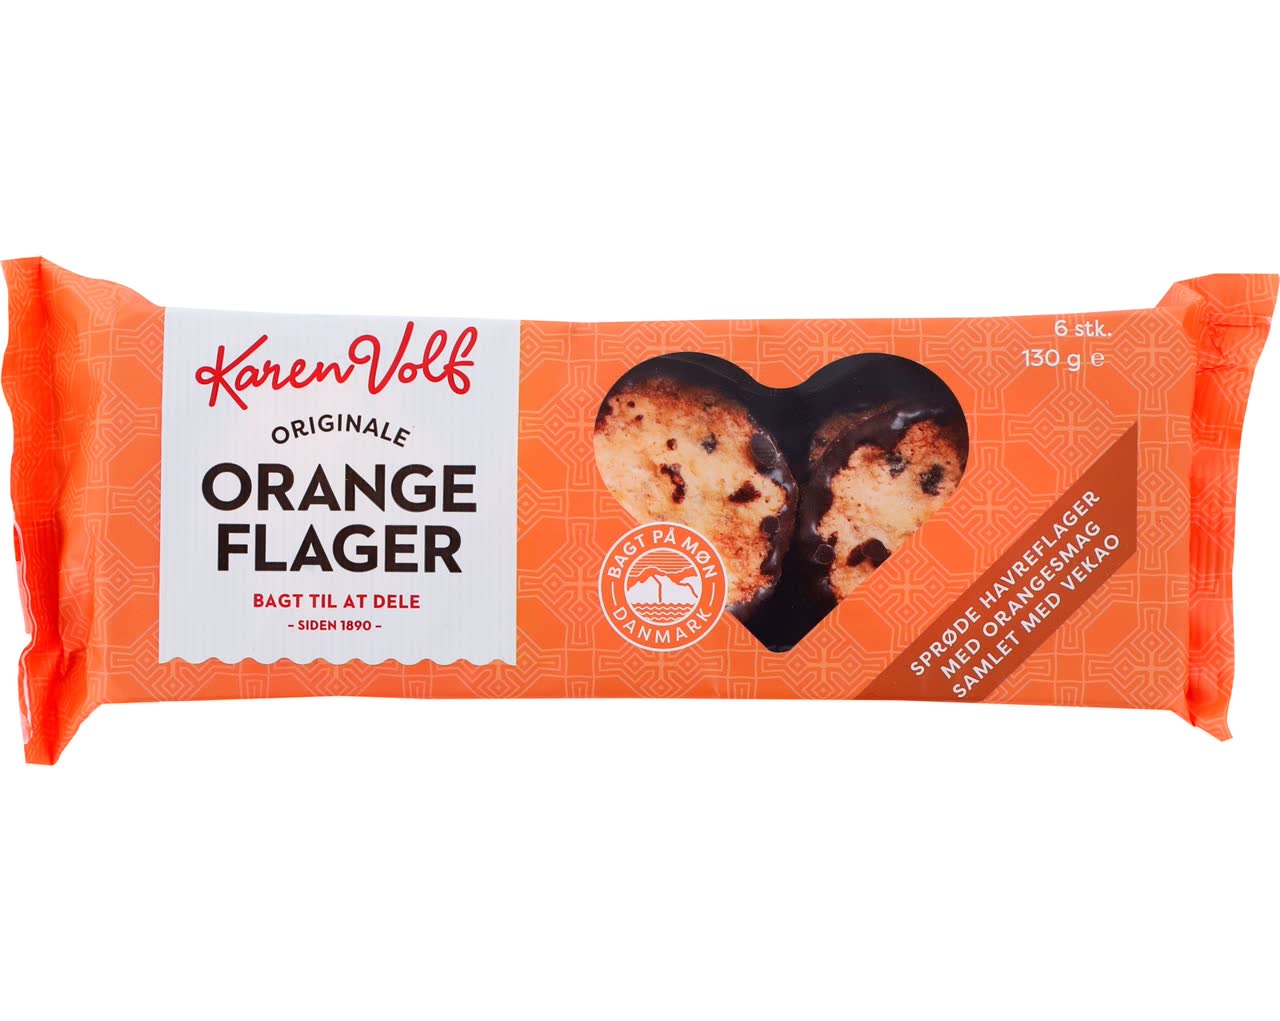 Karen Volf
ORIGINALE
ORANGE
FLAGER
BAGT TIL AT DELE
- SIDEN 1890 -
BAGT PÅ MØN
DANMARK
6 stk.
130 g ℮
SPRØDE HAVREFLAGER
MED ORANGESMAG
SAMLET MED VEKAO